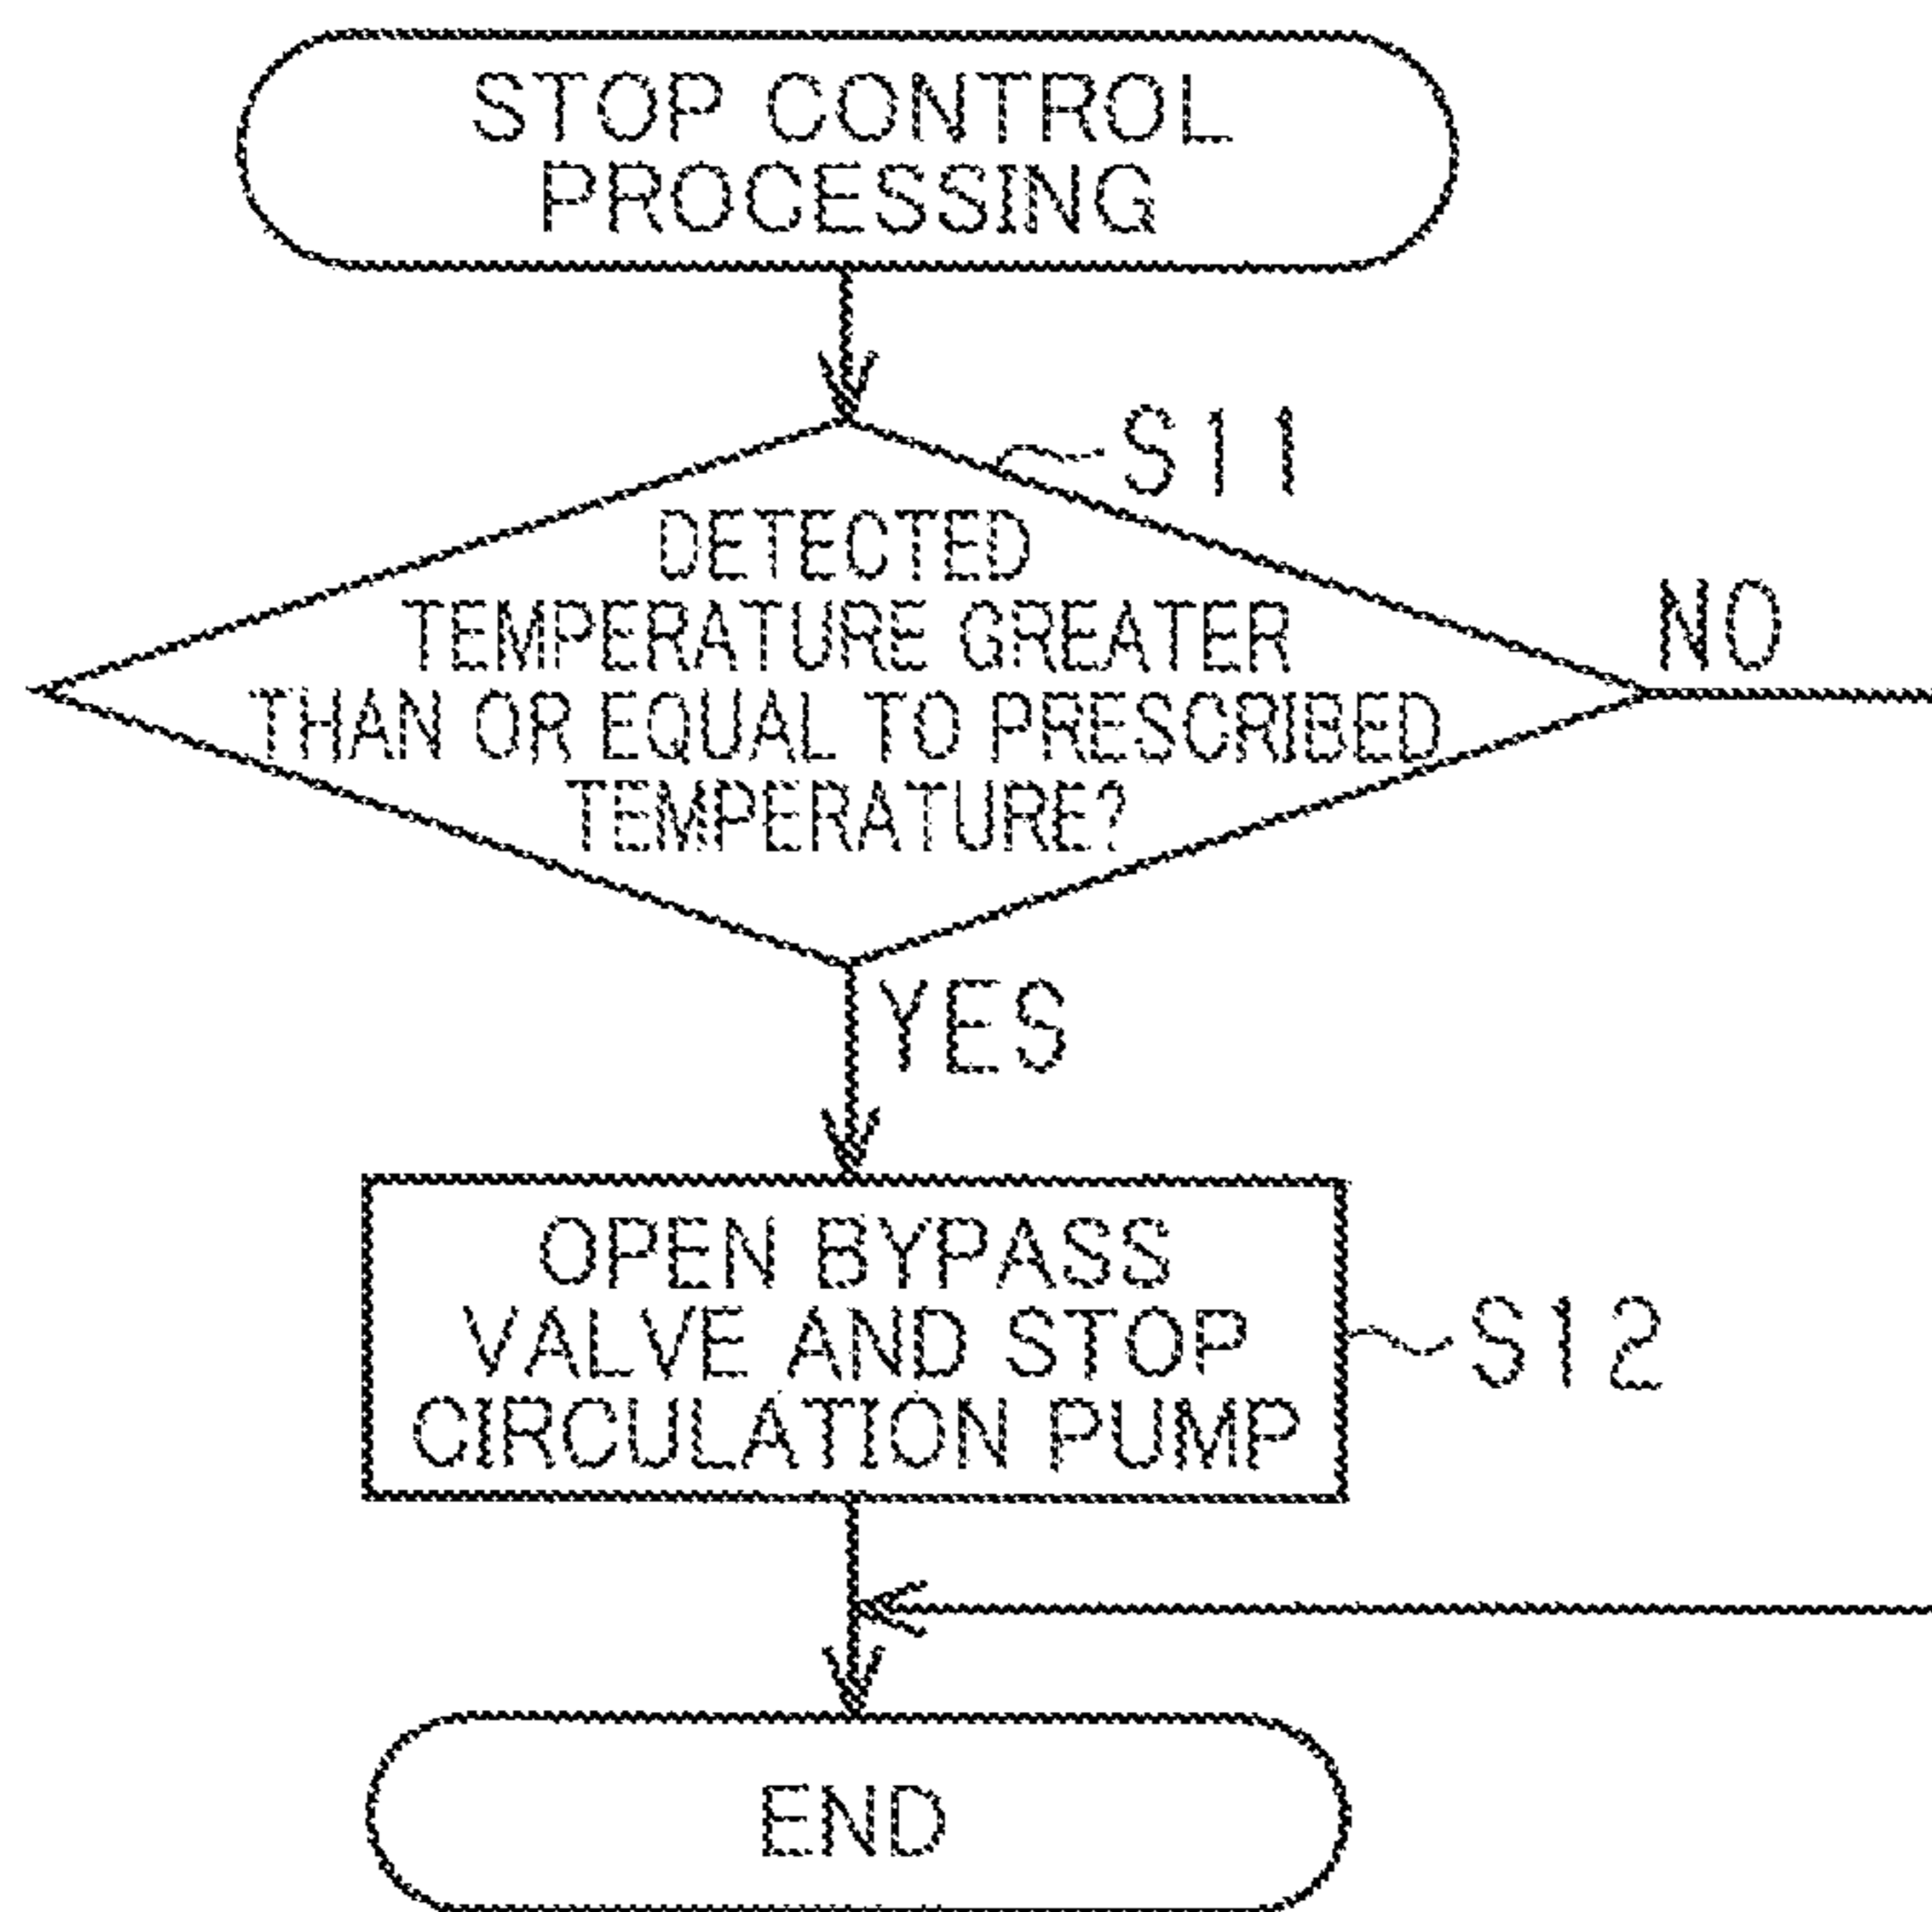 STOP CONTROL
PROCESSING
S11
DETECTED
TEMPERATURE GREATER
THAN OR EQUAL TO PRESCRIBED
TEMPERATURE?
NO
YES
OPEN BYPASS
VALVE AND STOP
CIRCULATION PUMP
S12
END